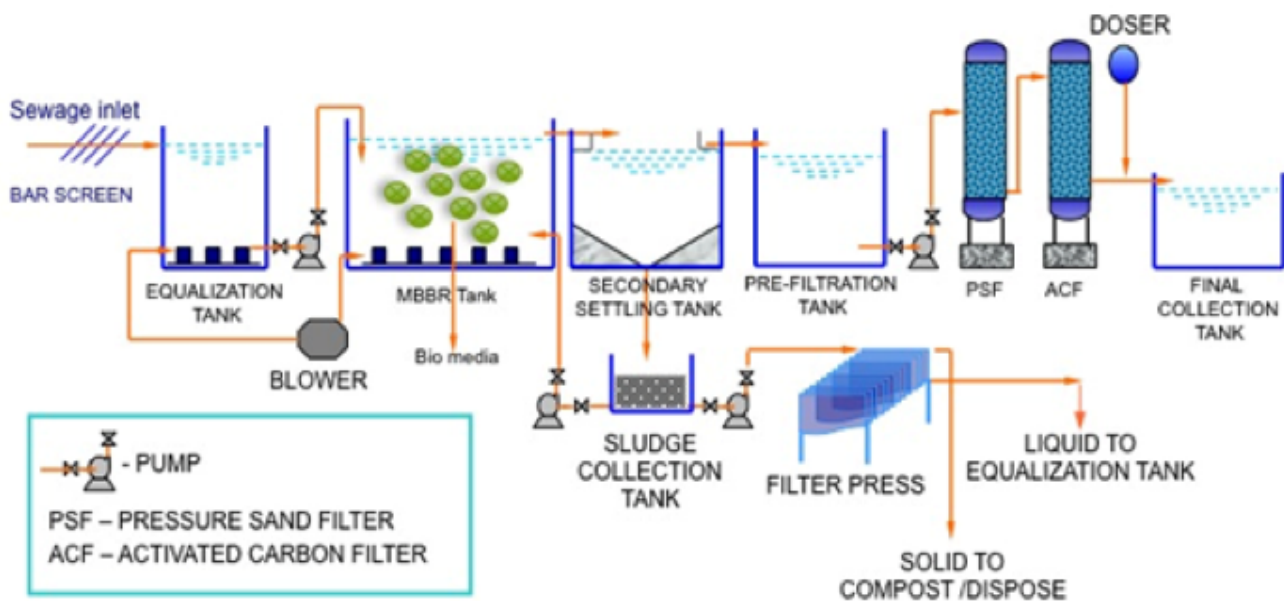 DOSER
Sewage inlet
BAR SCREEN
EQUALIZATION
TANK
MBBR Tank
SECONDARY
SETTLING TANK
PRE-FILTRATION
TANK
PSF
ACF
FINAL
COLLECTION
TANK
BLOWER
Bio media
SLUDGE
COLLECTION
TANK
FILTER PRESS
LIQUID TO
EQUALIZATION TANK
SOLID TO
COMPOST /DISPOSE
- PUMP
PSF – PRESSURE SAND FILTER
ACF – ACTIVATED CARBON FILTER